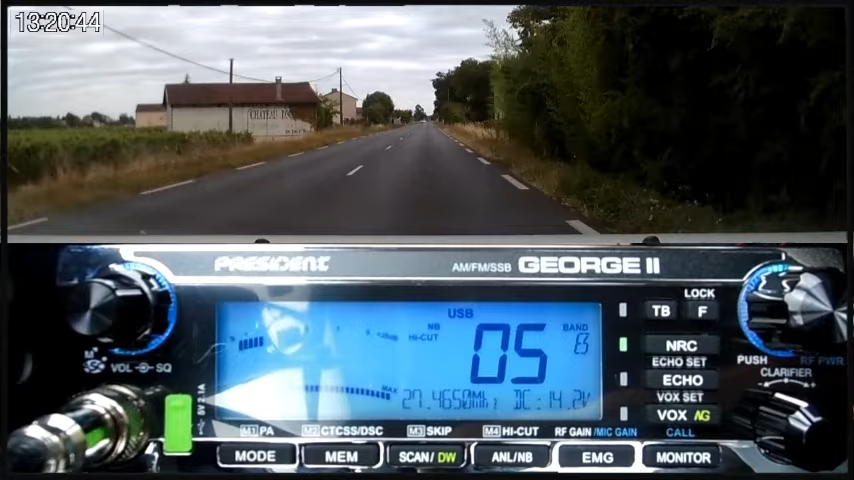 13:20:44
CHATEAU
PRESIDENT
AM/FM/SSB GEORGE II
LOCK
TB F
USB
NB
HI-CUT
05
BAND
NRC
ECHO SET
ECHO
VOX SET
VOX NG
CALL
PUSH RF PWR
CLARIFIER
VOL SQ
5V 2.1A
MAX
27.4650MHz DC:14.2V
M1 PA M2 CTCSS/DSC M3 SKIP M4 HI-CUT RF GAIN /MIC GAIN
MODE MEM SCAN/ DW ANL/NB EMG MONITOR